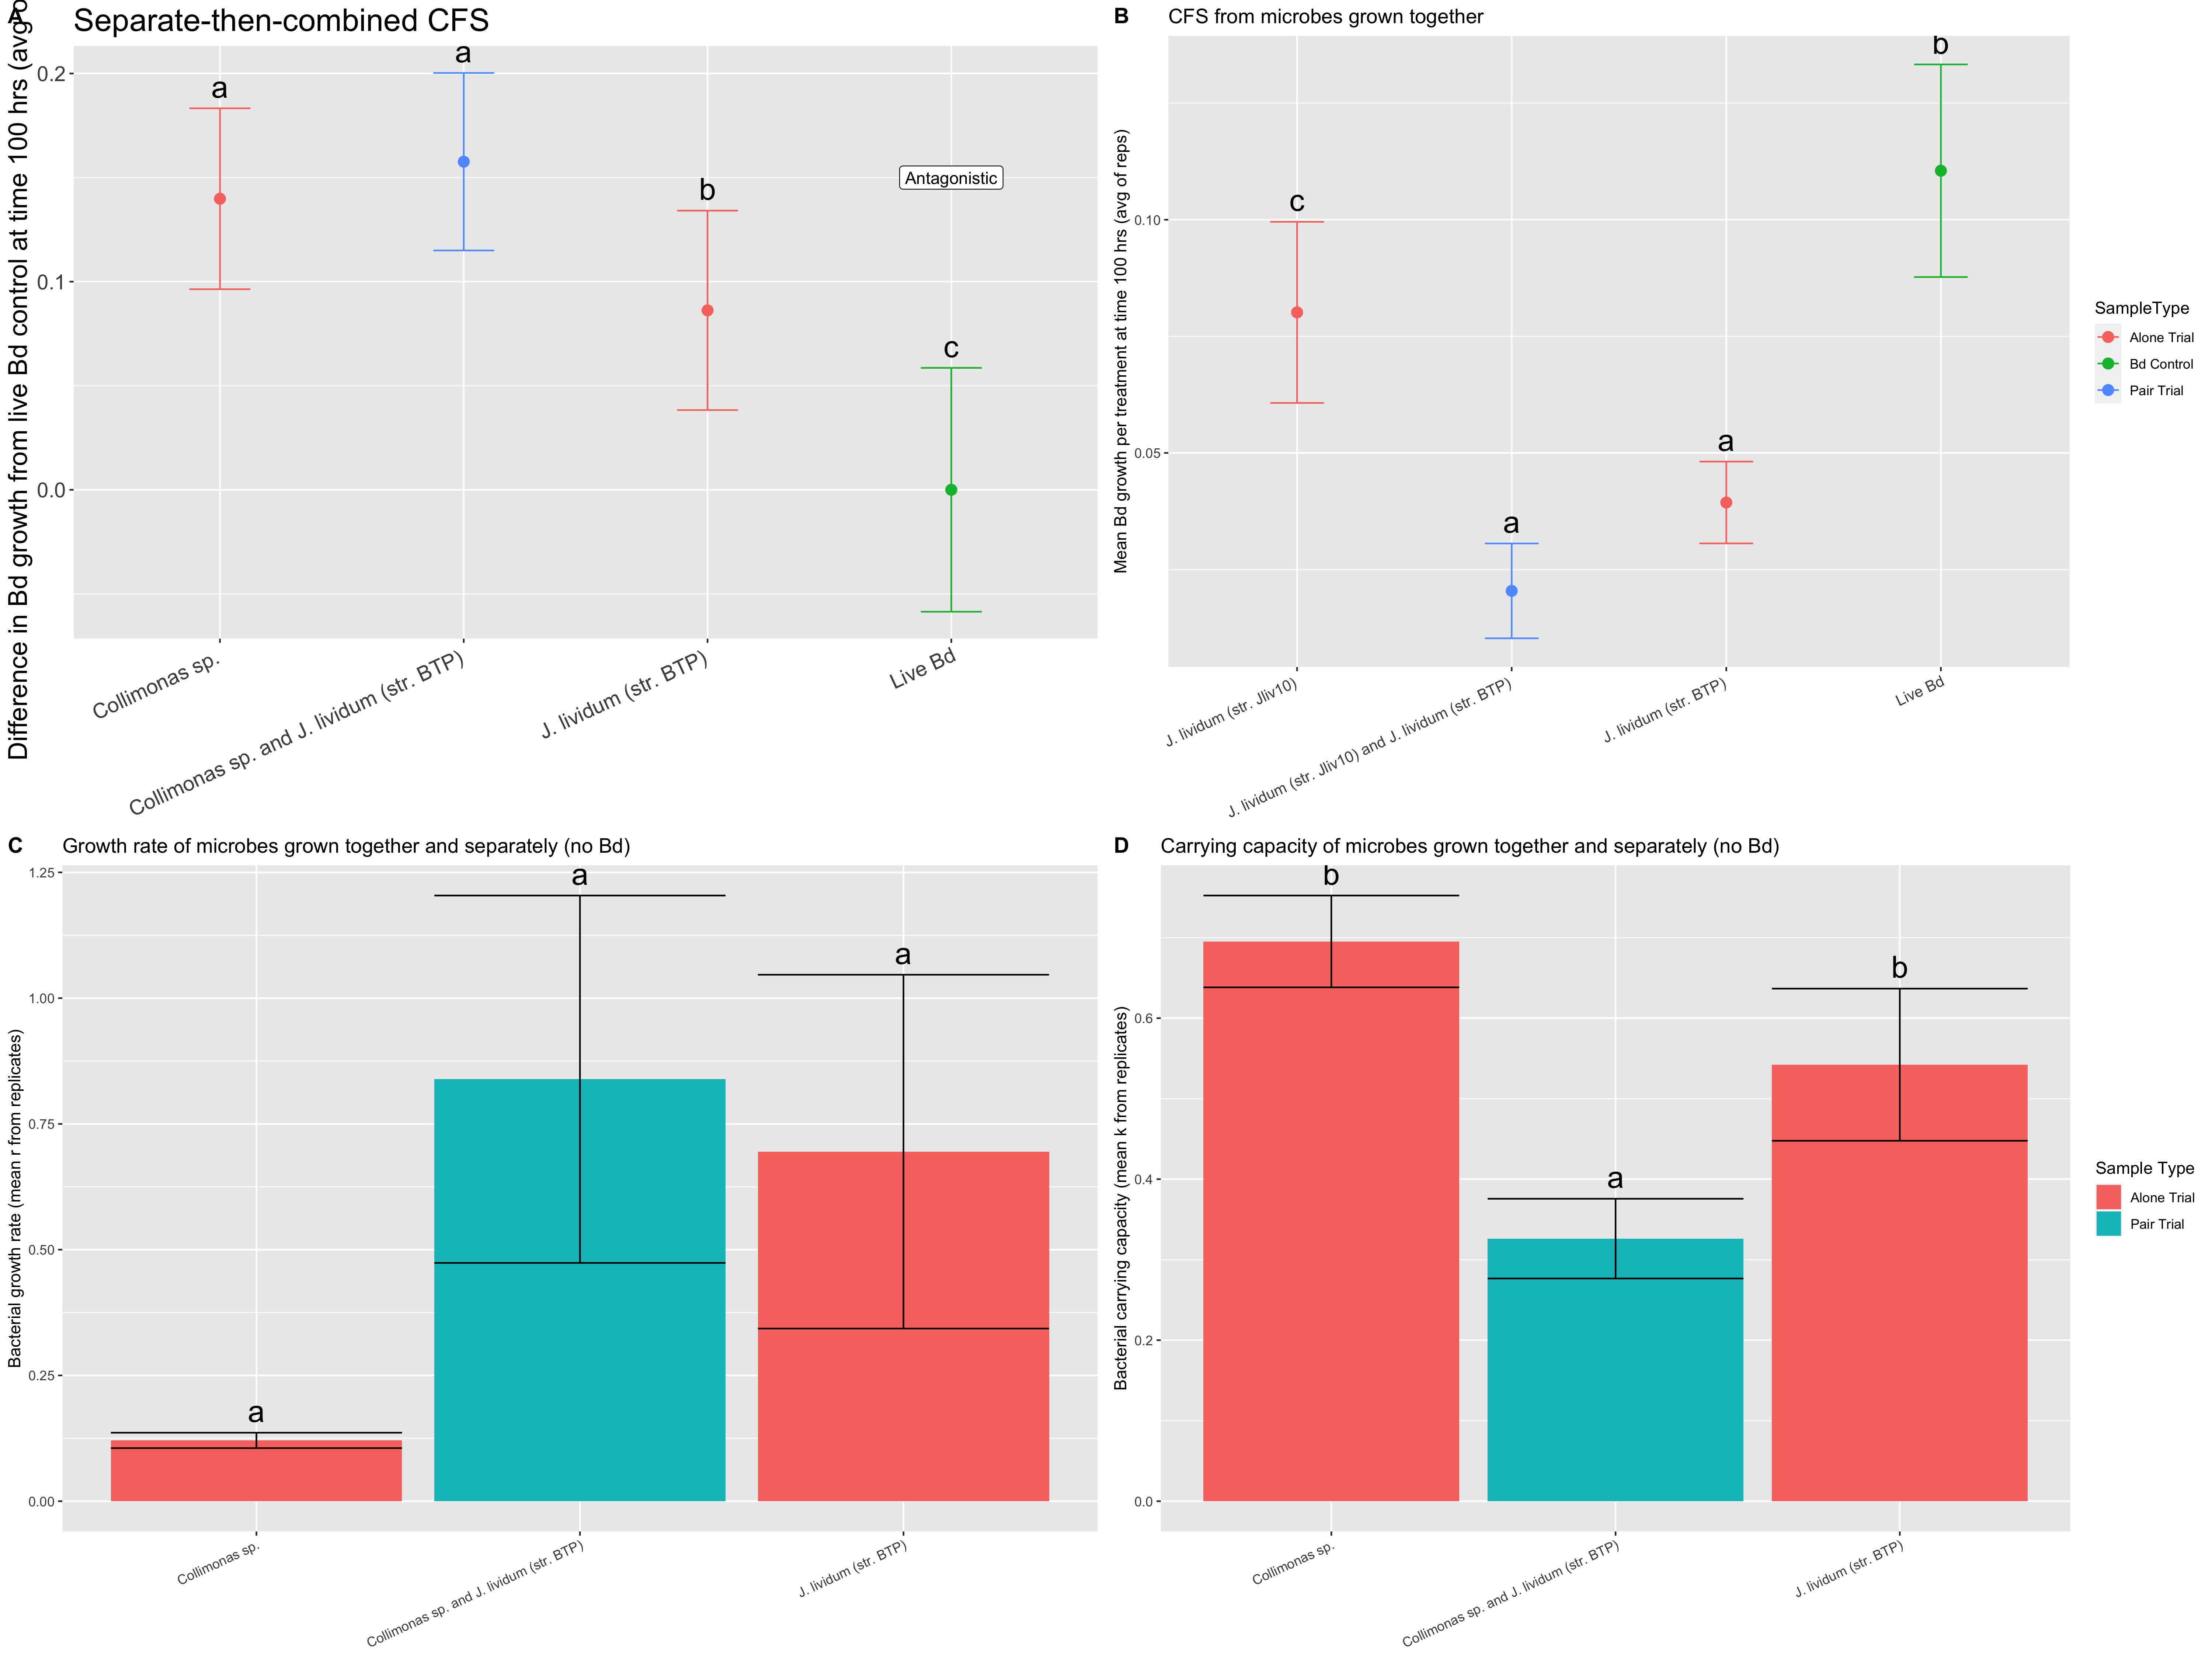 A
Separate-then-combined CFS
Difference in Bd growth from live Bd control at time 100 hrs (avg
0.2
0.1
0.0
a
a
b
c
Antagonistic
Collimonas sp.
Collimonas sp. and J. lividum (str. BTP)
J. lividum (str. BTP)
Live Bd
B
CFS from microbes grown together
Mean Bd growth per treatment at time 100 hrs (avg of reps)
0.10
0.05
c
a
a
b
J. lividum (str. Jliv10)
J. lividum (str. Jliv10) and J. lividum (str. BTP)
J. lividum (str. BTP)
Live Bd
SampleType
Alone Trial
Bd Control
Pair Trial
C
Growth rate of microbes grown together and separately (no Bd)
Bacterial growth rate (mean r from replicates)
1.25
1.00
0.75
0.50
0.25
0.00
a
a
a
Collimonas sp.
Collimonas sp. and J. lividum (str. BTP)
J. lividum (str. BTP)
D
Carrying capacity of microbes grown together and separately (no Bd)
Bacterial carrying capacity (mean k from replicates)
0.6
0.4
0.2
0.0
b
a
b
Collimonas sp.
Collimonas sp. and J. lividum (str. BTP)
J. lividum (str. BTP)
Sample Type
Alone Trial
Pair Trial